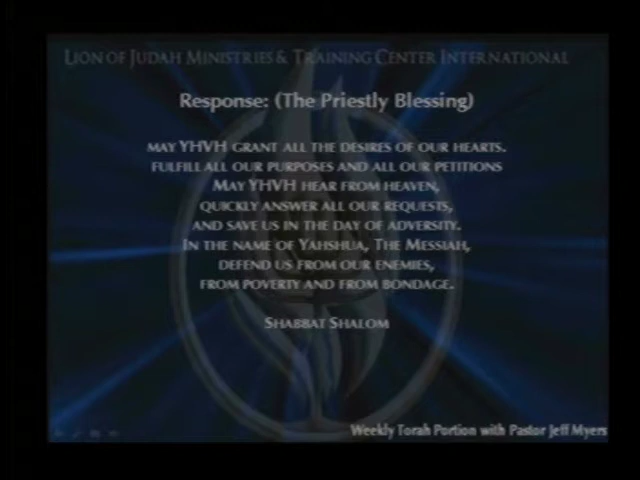 Lion of Judah Ministries & Training Center International
Response: (The Priestly Blessing)
may YHVH grant all the desires of our hearts.
fulfill all our purposes and all our petitions
May YHVH hear from heaven,
quickly answer all our requests,
and save us in the day of adversity.
In the name of Yahshua, The Messiah,
defend us from our enemies,
from poverty and from bondage.
Shabbat Shalom
Weekly Torah Portion with Pastor Jeff Myers